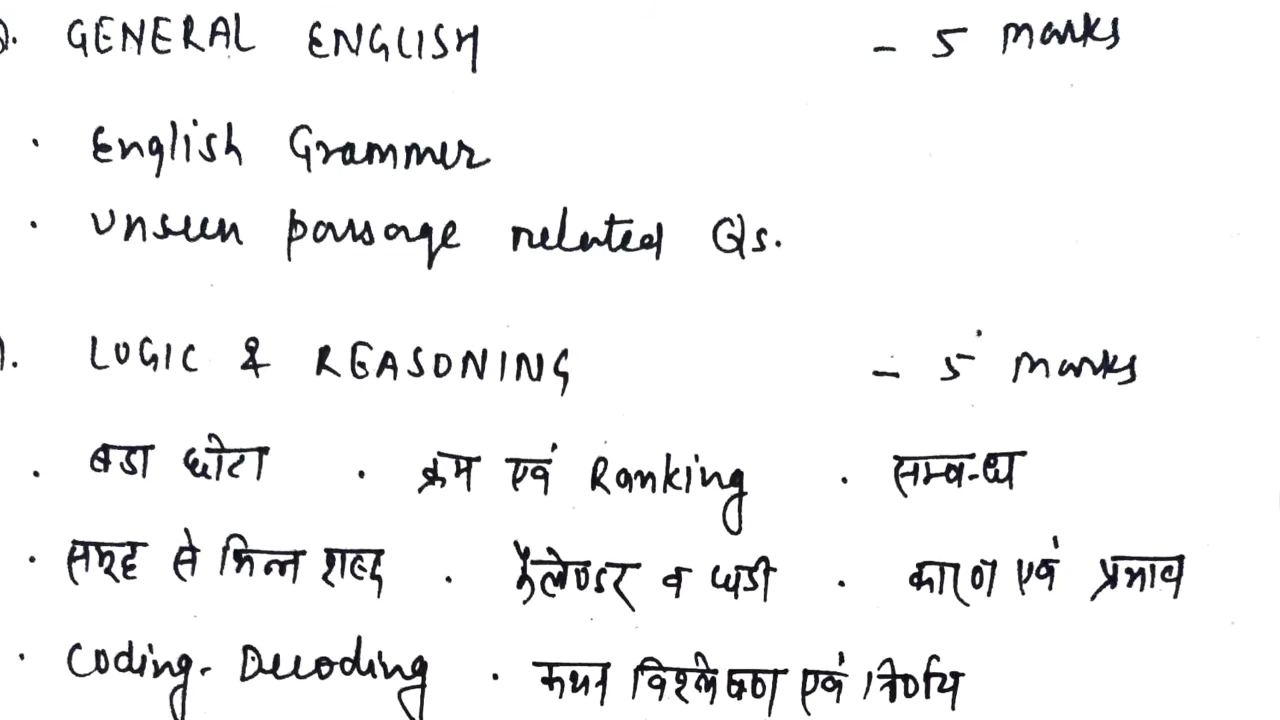 . GENERAL ENGLISH - 5 marks
. English Grammer
. Unseen passage related Qs.
. LOGIC & REASONING - 5 marks
. बडा छोटा . क्रम एवं Ranking . सम्बन्ध
. समूह से भिन्न शब्द . कैलेण्डर व घडी . कारण एवं प्रभाव
. Coding-Decoding . कथन विश्लेषण एवं निर्णय